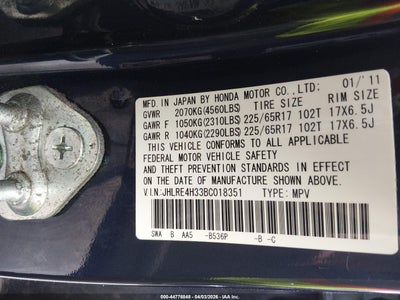 MFD. IN JAPAN BY HONDA MOTOR CO.,LTD: 01/'11
GVWR 2070KG(4560LBS) TIRE SIZE RIM SIZE
GAWR F 1050KG(2310LBS)225/65R17 102T 17X6.5J
GAWR R 1040KG(2290LBS)225/65R17 102T 17X6.5J
THIS VEHICLE CONFORMS TO ALL APPLICABLE
FEDERAL MOTOR VEHICLE SAFETY
AND THEFT PREVENTION STANDARDS IN EFFECT
ON THE DATE OF MANUFACTURE SHOWN ABOVE.
V.I.N.:JHLRE4H33BC018351 TYPE: MPV
SWA B AA5 -B536P -B -C
000-44778848 - 04/03/2026 - IAA Copyright